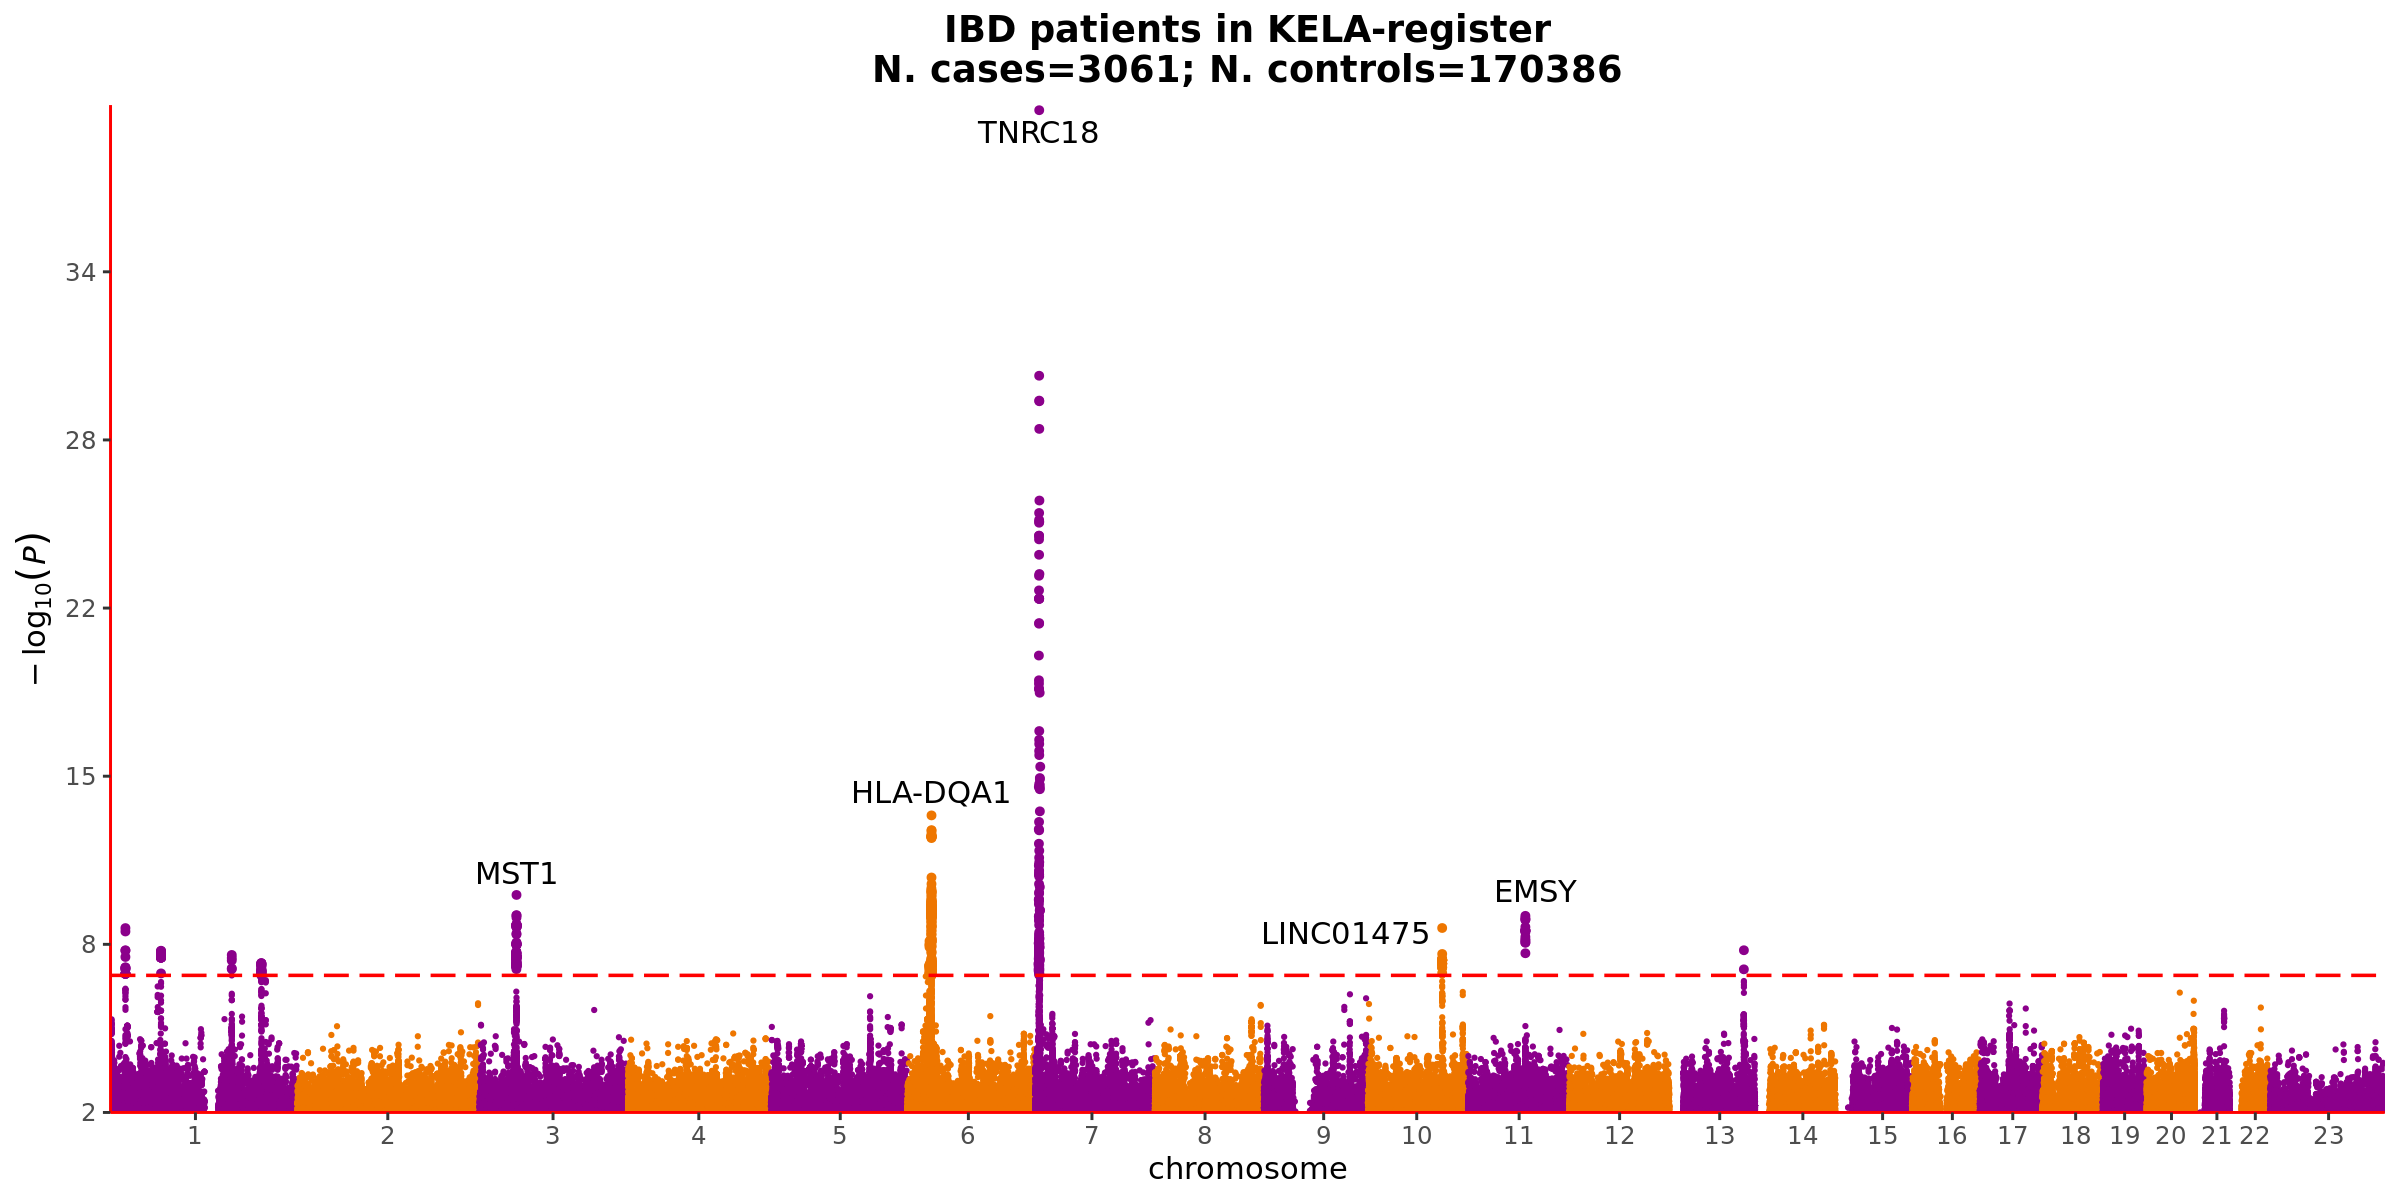 IBD patients in KELA-register
N. cases=3061; N. controls=170386
TNRC18
34
28
−log10(P)
22
15
HLA-DQA1
MST1
EMSY
LINC01475
8
2
1 2 3 4 5 6 7 8 9 10 11 12 13 14 15 16 17 18 19 20 21 22 23
chromosome